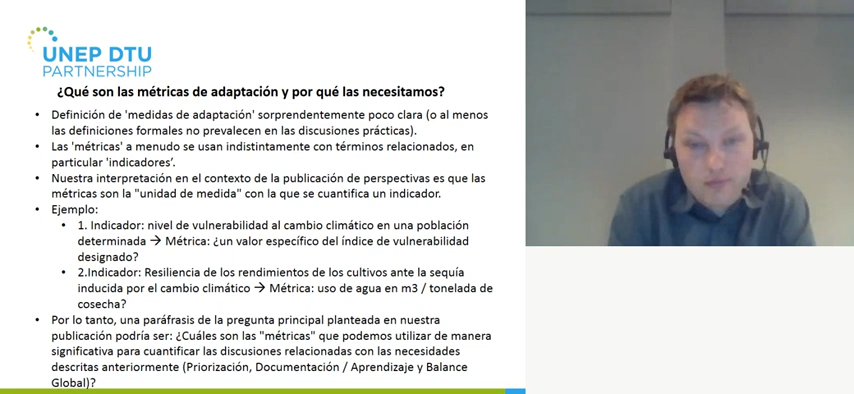 UNEP DTU
PARTNERSHIP
¿Qué son las métricas de adaptación y por qué las necesitamos?
• Definición de 'medidas de adaptación' sorprendentemente poco clara (o al menos
las definiciones formales no prevalecen en las discusiones prácticas).
• Las 'métricas' a menudo se usan indistintamente con términos relacionados, en
particular 'indicadores'.
• Nuestra interpretación en el contexto de la publicación de perspectivas es que las
métricas son la "unidad de medida" con la que se cuantifica un indicador.
• Ejemplo:
• 1. Indicador: nivel de vulnerabilidad al cambio climático en una población
determinada → Métrica: ¿un valor específico del índice de vulnerabilidad
designado?
• 2.Indicador: Resiliencia de los rendimientos de los cultivos ante la sequía
inducida por el cambio climático → Métrica: uso de agua en m3 / tonelada de
cosecha?
• Por lo tanto, una paráfrasis de la pregunta principal planteada en nuestra
publicación podría ser: ¿Cuáles son las "métricas" que podemos utilizar de manera
significativa para cuantificar las discusiones relacionadas con las necesidades
descritas anteriormente (Priorización, Documentación / Aprendizaje y Balance
Global)?